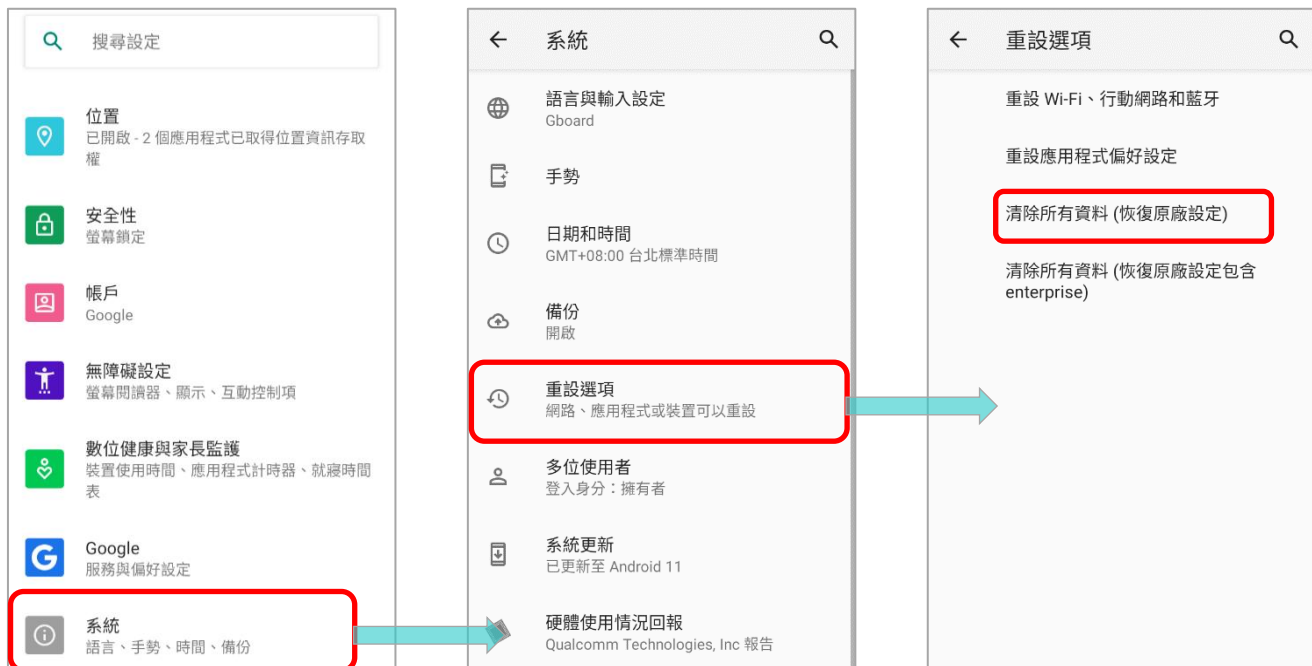 搜尋設定
位置
已開啟 - 2 個應用程式已取得位置資訊存取
權
安全性
螢幕鎖定
帳戶
Google
無障礙設定
螢幕閱讀器、顯示、互動控制項
數位健康與家長監護
裝置使用時間、應用程式計時器、就寢時間
表
Google
服務與偏好設定
系統
語言、手勢、時間、備份
系統
語言與輸入設定
Gboard
手勢
日期和時間
GMT+08:00 台北標準時間
備份
開啟
重設選項
網路、應用程式或裝置可以重設
多位使用者
登入身分：擁有者
系統更新
已更新至 Android 11
硬體使用情況回報
Qualcomm Technologies, Inc 報告
重設選項
重設 Wi-Fi、行動網路和藍牙
重設應用程式偏好設定
清除所有資料 (恢復原廠設定)
清除所有資料 (恢復原廠設定包含
enterprise)